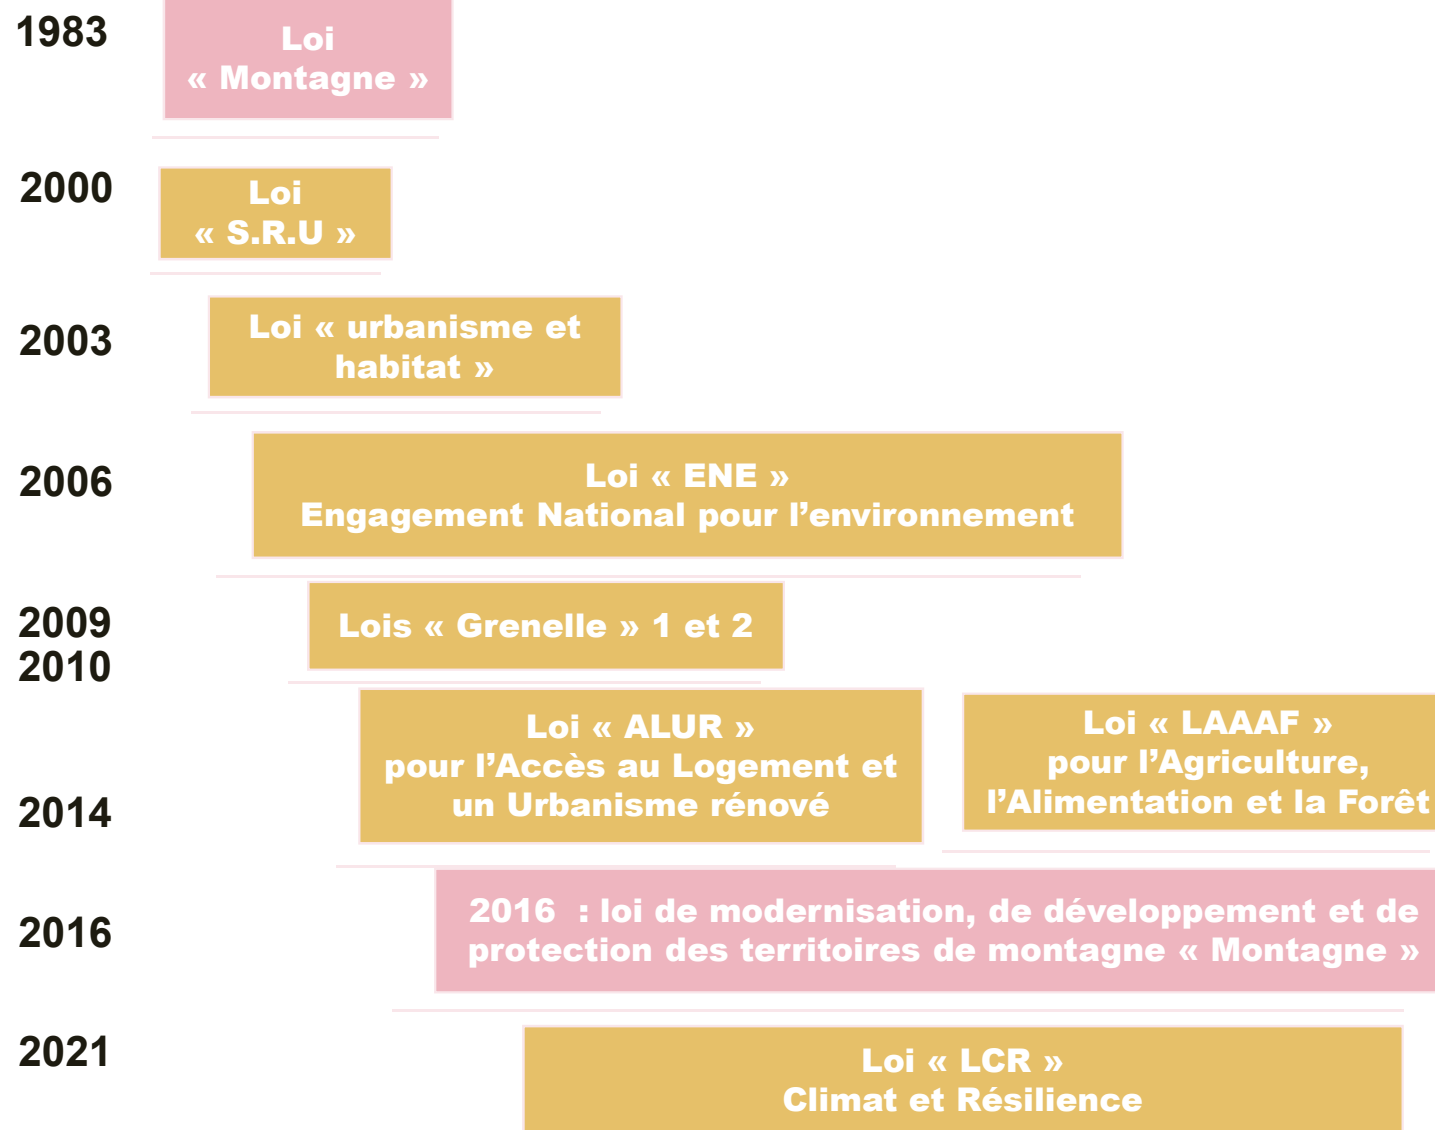 1983
Loi
« Montagne »
2000
Loi
« S.R.U »
2003
Loi « urbanisme et
habitat »
2006
Loi « ENE »
Engagement National pour l’environnement
2009
2010
Lois « Grenelle » 1 et 2
2014
Loi « ALUR »
pour l’Accès au Logement et
un Urbanisme rénové
Loi « LAAAF »
pour l’Agriculture,
l’Alimentation et la Forêt
2016
2016 : loi de modernisation, de développement et de
protection des territoires de montagne « Montagne »
2021
Loi « LCR »
Climat et Résilience